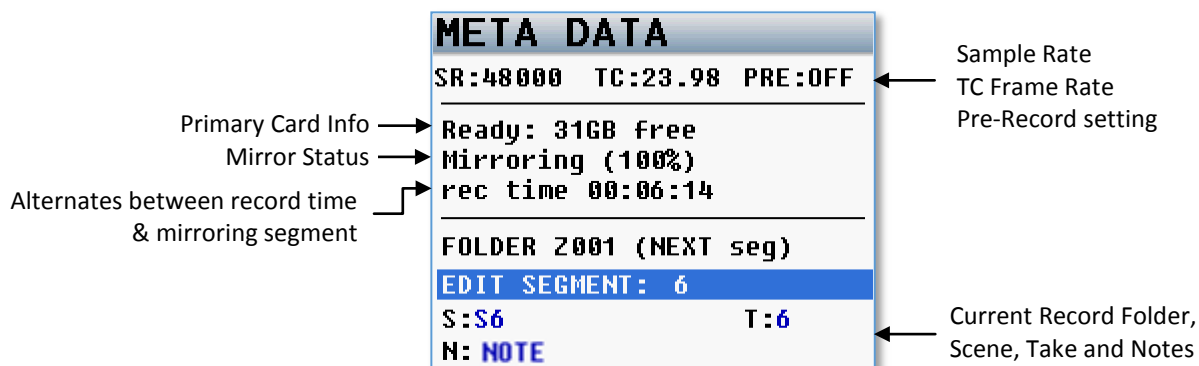 META DATA
SR:48000 TC:23.98 PRE:OFF
Sample Rate
TC Frame Rate
Pre-Record setting
Primary Card Info
Ready: 31GB free
Mirror Status
Mirroring (100%)
Alternates between record time
& mirroring segment
rec time 00:06:14
FOLDER Z001 (NEXT seg)
EDIT SEGMENT: 6
S:S6 T:6
N: NOTE
Current Record Folder,
Scene, Take and Notes